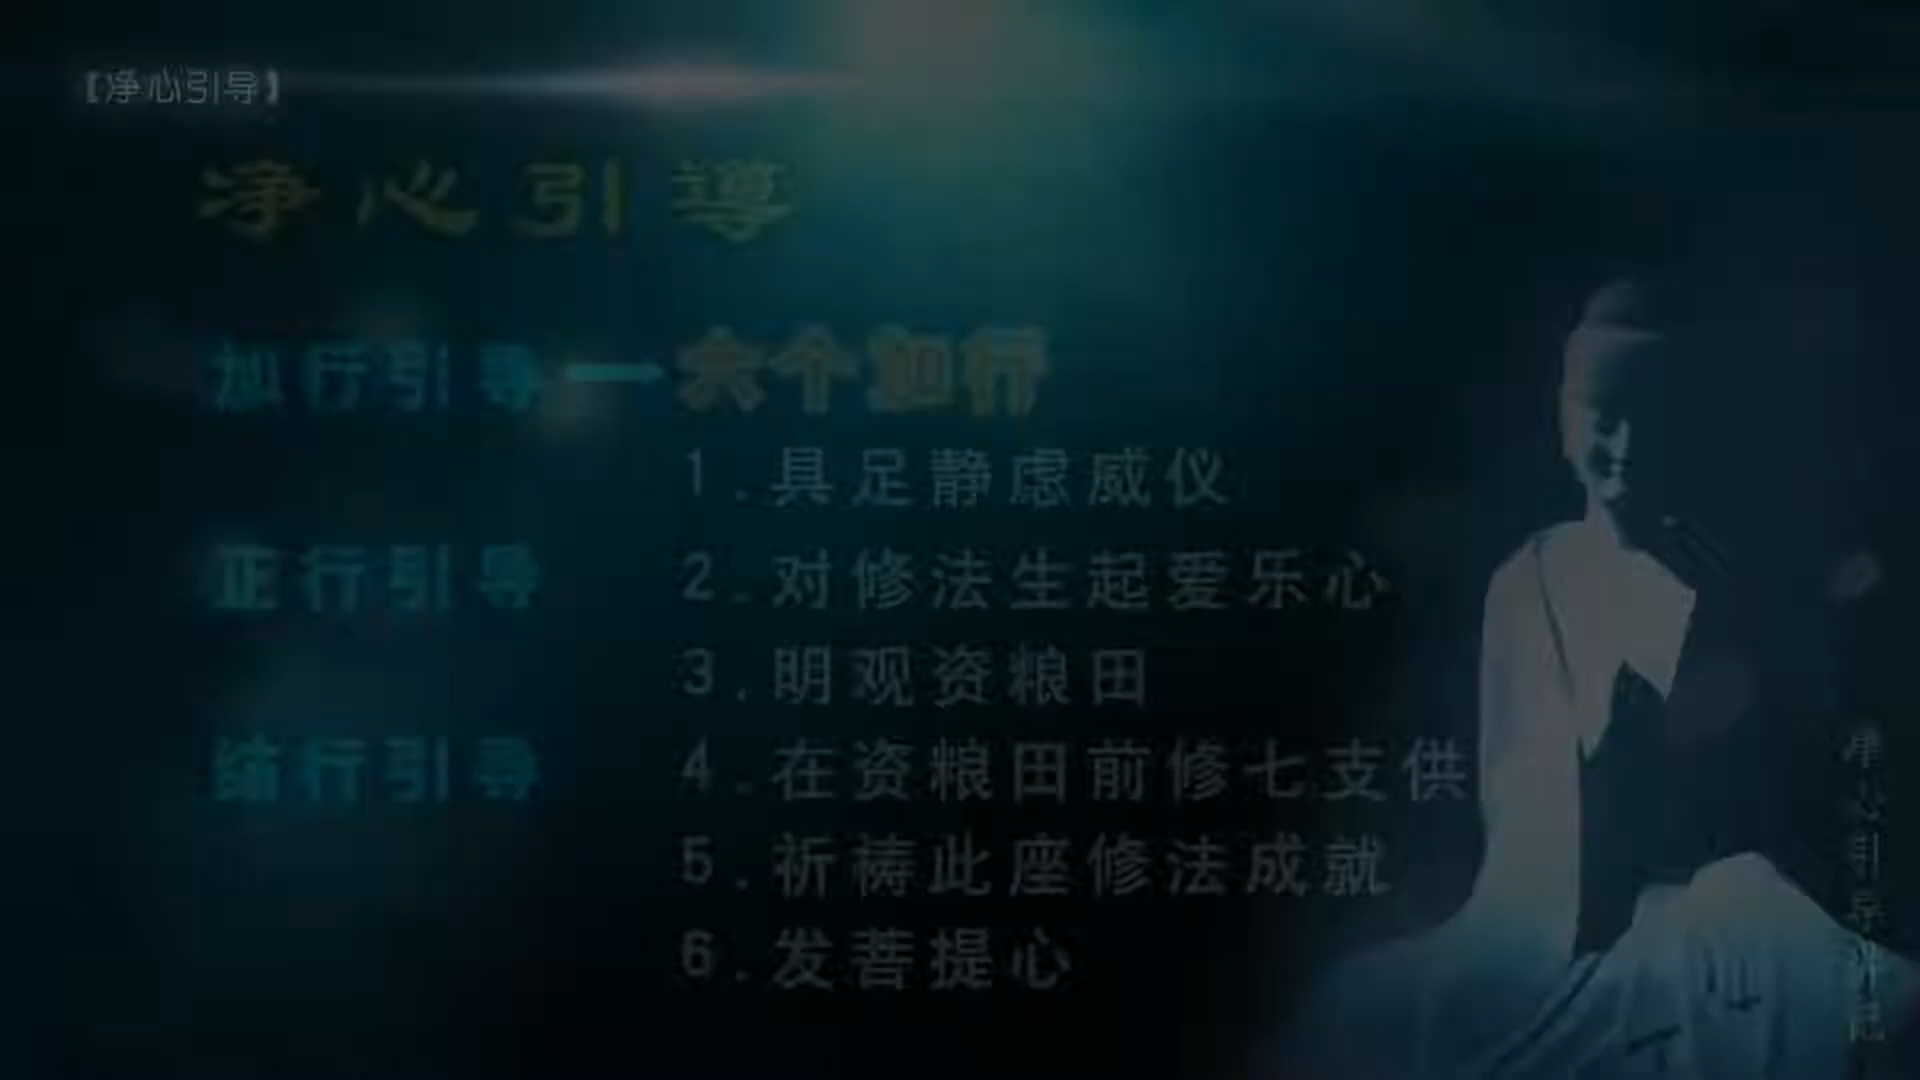 【净心引导】
净心引導
加行引导 六个加行
1.具足静虑威仪
正行引导 2.对修法生起爱乐心
3.明观资粮田
结行引导 4.在资粮田前修七支供
5.祈祷此座修法成就
6.发菩提心